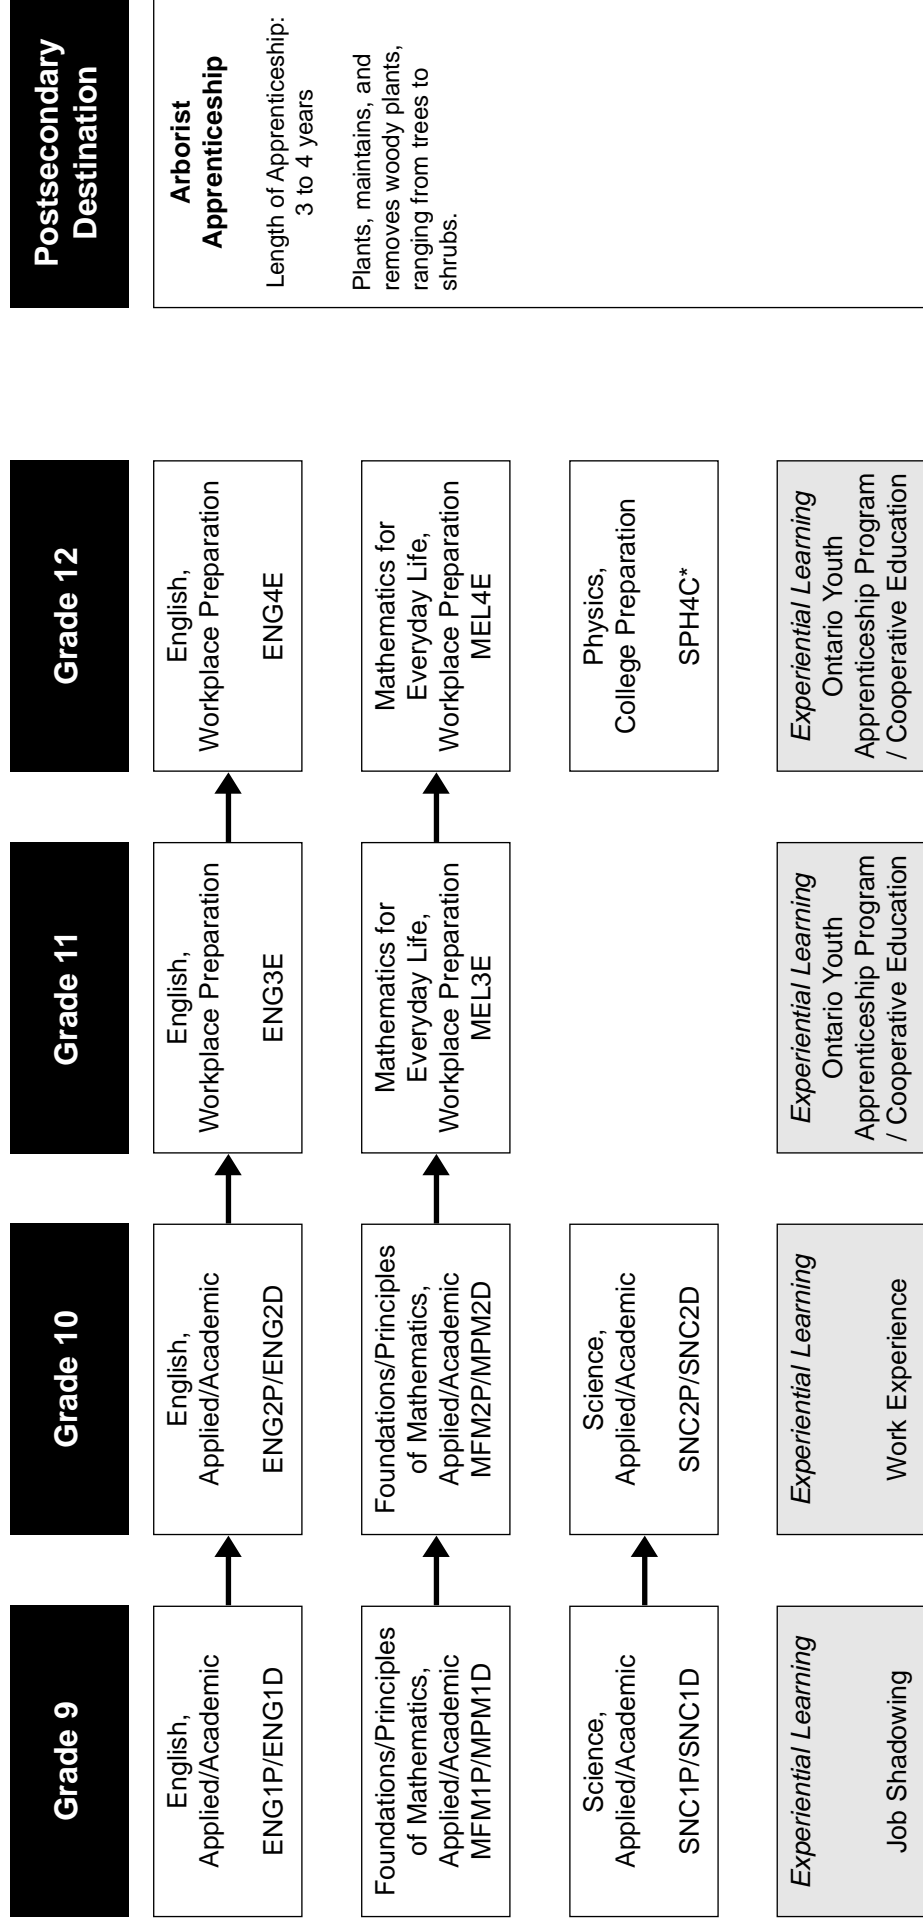 Grade 9
Grade 10
Grade 11
Grade 12
Postsecondary
Destination
English,
Applied/Academic
ENG1P/ENG1D
English,
Applied/Academic
ENG2P/ENG2D
English,
Workplace Preparation
ENG3E
English,
Workplace Preparation
ENG4E
Arborist
Apprenticeship
Length of Apprenticeship:
3 to 4 years
Plants, maintains, and
removes woody plants,
ranging from trees to
shrubs.
Foundations/Principles
of Mathematics,
Applied/Academic
MFM1P/MPM1D
Foundations/Principles
of Mathematics,
Applied/Academic
MFM2P/MPM2D
Mathematics for
Everyday Life,
Workplace Preparation
MEL3E
Mathematics for
Everyday Life,
Workplace Preparation
MEL4E
Science,
Applied/Academic
SNC1P/SNC1D
Science,
Applied/Academic
SNC2P/SNC2D
Physics,
College Preparation
SPH4C*
Experiential Learning
Job Shadowing
Experiential Learning
Work Experience
Experiential Learning
Ontario Youth
Apprenticeship Program
/ Cooperative Education
Experiential Learning
Ontario Youth
Apprenticeship Program
/ Cooperative Education